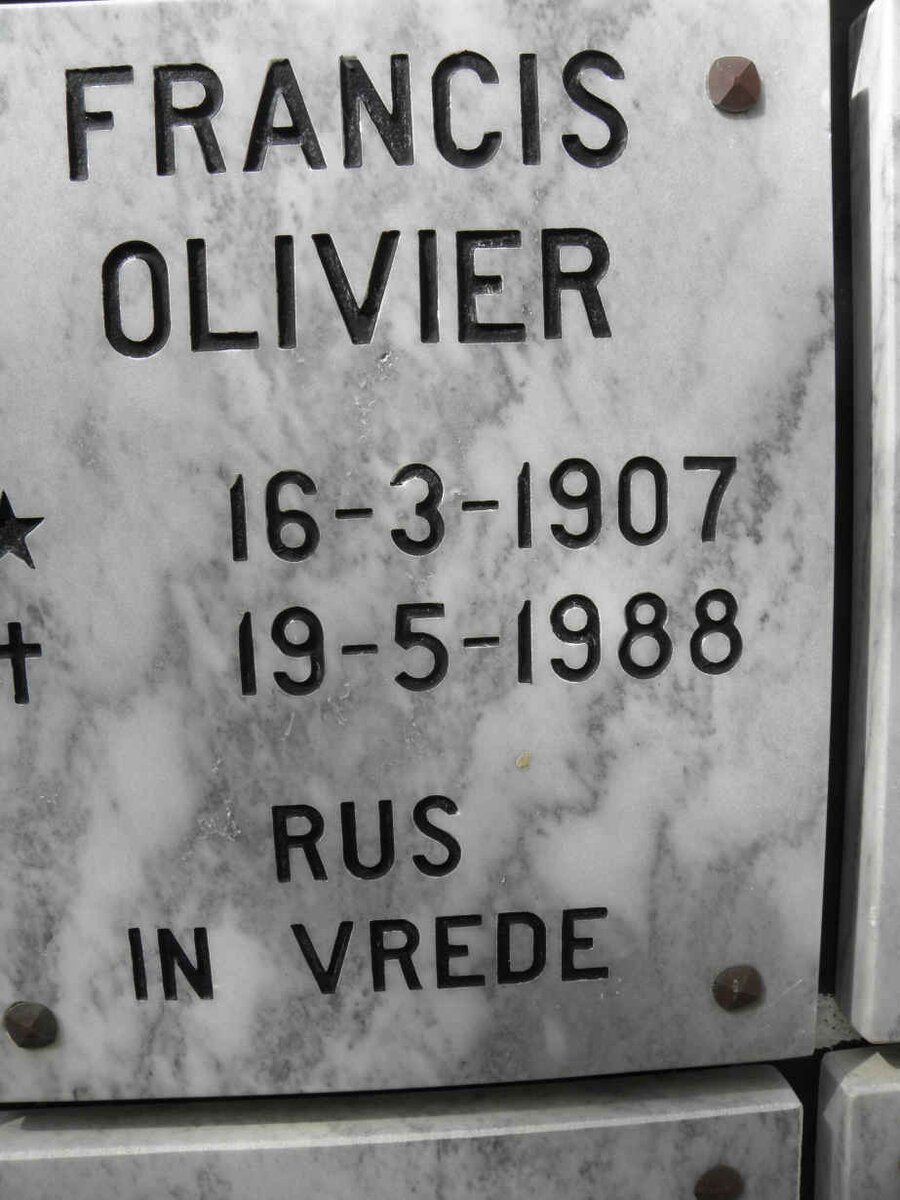 FRANCIS
OLIVIER
★ 16-3-1907
✝ 19-5-1988
RUS
IN VREDE